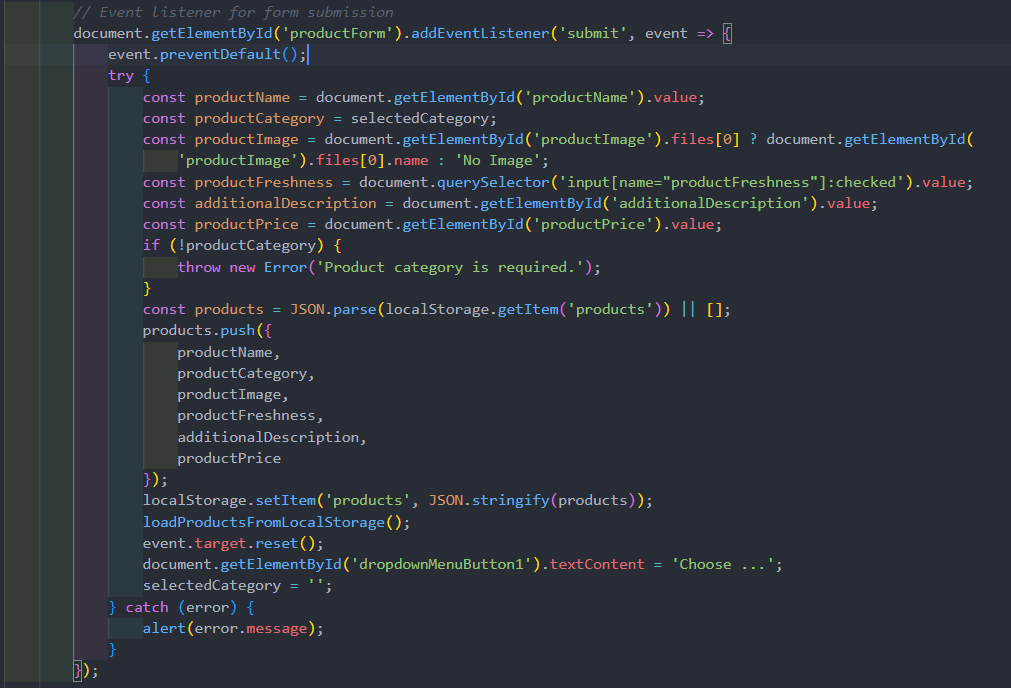 // Event listener for form submission
document.getElementById('productForm').addEventListener('submit', event => {
event.preventDefault();
try {
const productName = document.getElementById('productName').value;
const productCategory = selectedCategory;
const productImage = document.getElementById('productImage').files[0] ? document.getElementById(
'productImage').files[0].name : 'No Image';
const productFreshness = document.querySelector('input[name="productFreshness"]:checked').value;
const additionalDescription = document.getElementById('additionalDescription').value;
const productPrice = document.getElementById('productPrice').value;
if (!productCategory) {
throw new Error('Product category is required.');
}
const products = JSON.parse(localStorage.getItem('products')) || [];
products.push({
productName,
productCategory,
productImage,
productFreshness,
additionalDescription,
productPrice
});
localStorage.setItem('products', JSON.stringify(products));
loadProductsFromLocalStorage();
event.target.reset();
document.getElementById('dropdownMenuButton1').textContent = 'Choose ...';
selectedCategory = '';
} catch (error) {
alert(error.message);
}
});